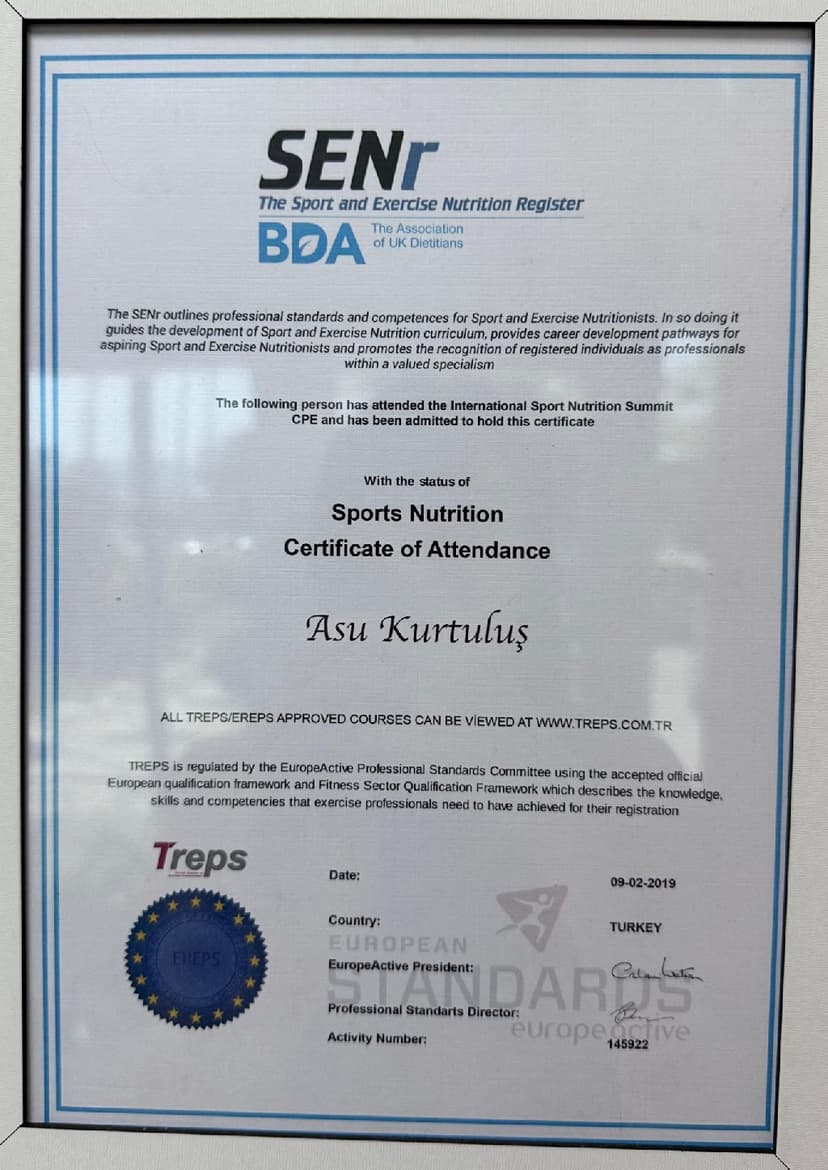 SENr
The Sport and Exercise Nutrition Register
BDA The Association
of UK Dietitians
The SENr outlines professional standards and competences for Sport and Exercise Nutritionists. In so doing it
guides the development of Sport and Exercise Nutrition curriculum, provides career development pathways for
aspiring Sport and Exercise Nutritionists and promotes the recognition of registered individuals as professionals
within a valued specialism
The following person has attended the International Sport Nutrition Summit
CPE and has been admitted to hold this certificate
With the status of
Sports Nutrition
Certificate of Attendance
Asu Kurtuluş
ALL TREPS/EREPS APPROVED COURSES CAN BE VIEWED AT WWW.TREPS.COM.TR
TREPS is regulated by the EuropeActive Professional Standards Committee using the accepted official
European qualification framework and Fitness Sector Qualification Framework which describes the knowledge,
skills and competencies that exercise professionals need to have achieved for their registration
Treps
EREPS
Date: 09-02-2019
Country: TURKEY
EUROPEAN
EuropeActive President:
STANDARDS
Professional Standarts Director:
europeactive
Activity Number: 145922